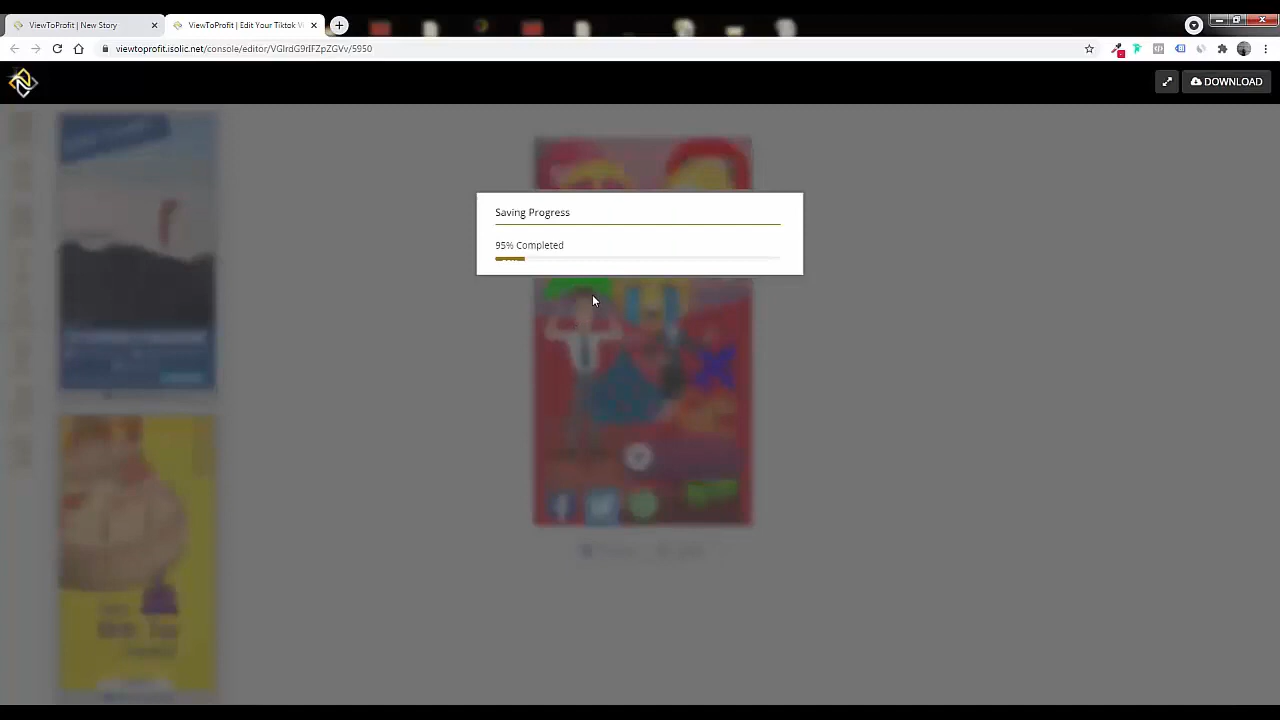 ViewToProfit | New Story
ViewToProfit | Edit Your Tiktok Vi
viewtoprofit.isolic.net/console/editor/VGlrdG9rIFZpZGVv/5950
DOWNLOAD
Saving Progress
95% Completed